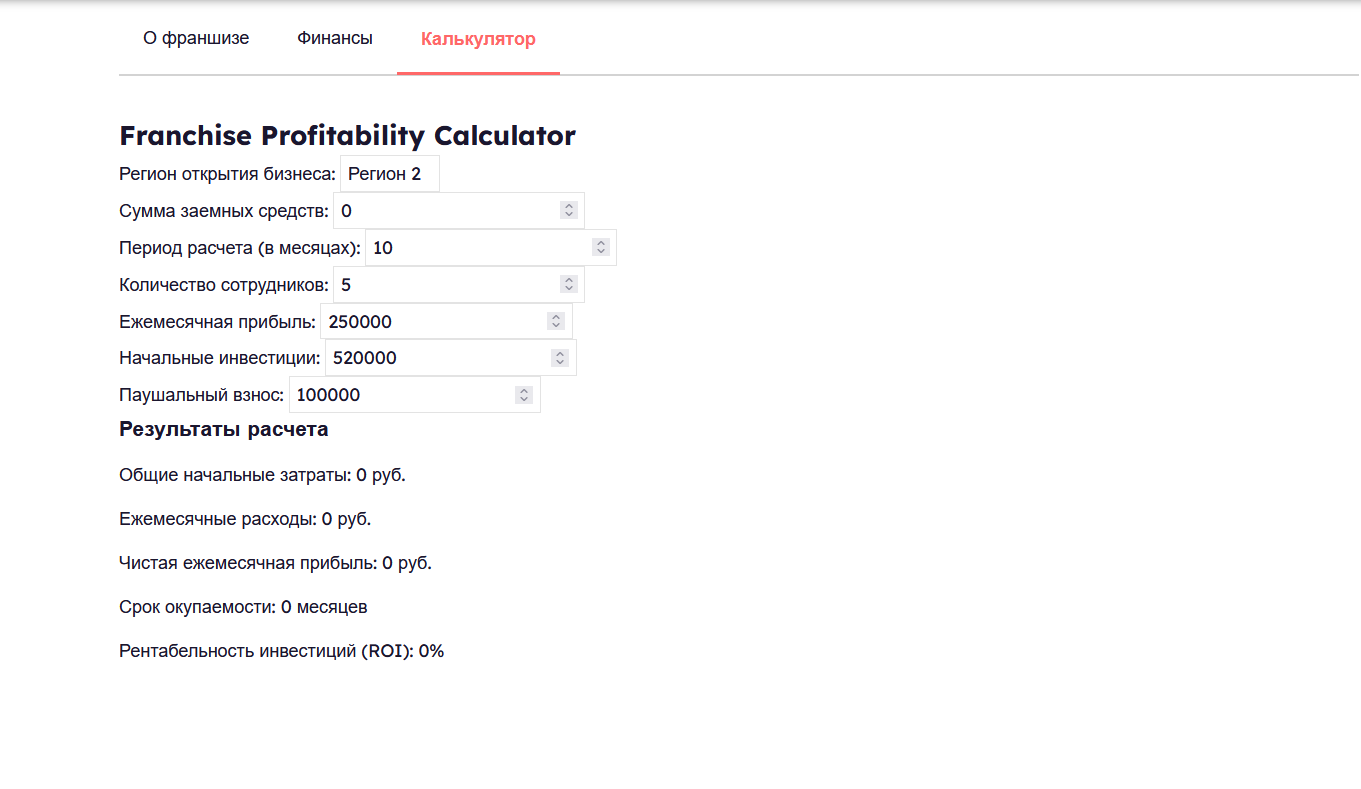 О франшизе Финансы Калькулятор
Franchise Profitability Calculator
Регион открытия бизнеса: Регион 2
Сумма заемных средств: 0
Период расчета (в месяцах): 10
Количество сотрудников: 5
Ежемесячная прибыль: 250000
Начальные инвестиции: 520000
Паушальный взнос: 100000
Результаты расчета
Общие начальные затраты: 0 руб.
Ежемесячные расходы: 0 руб.
Чистая ежемесячная прибыль: 0 руб.
Срок окупаемости: 0 месяцев
Рентабельность инвестиций (ROI): 0%